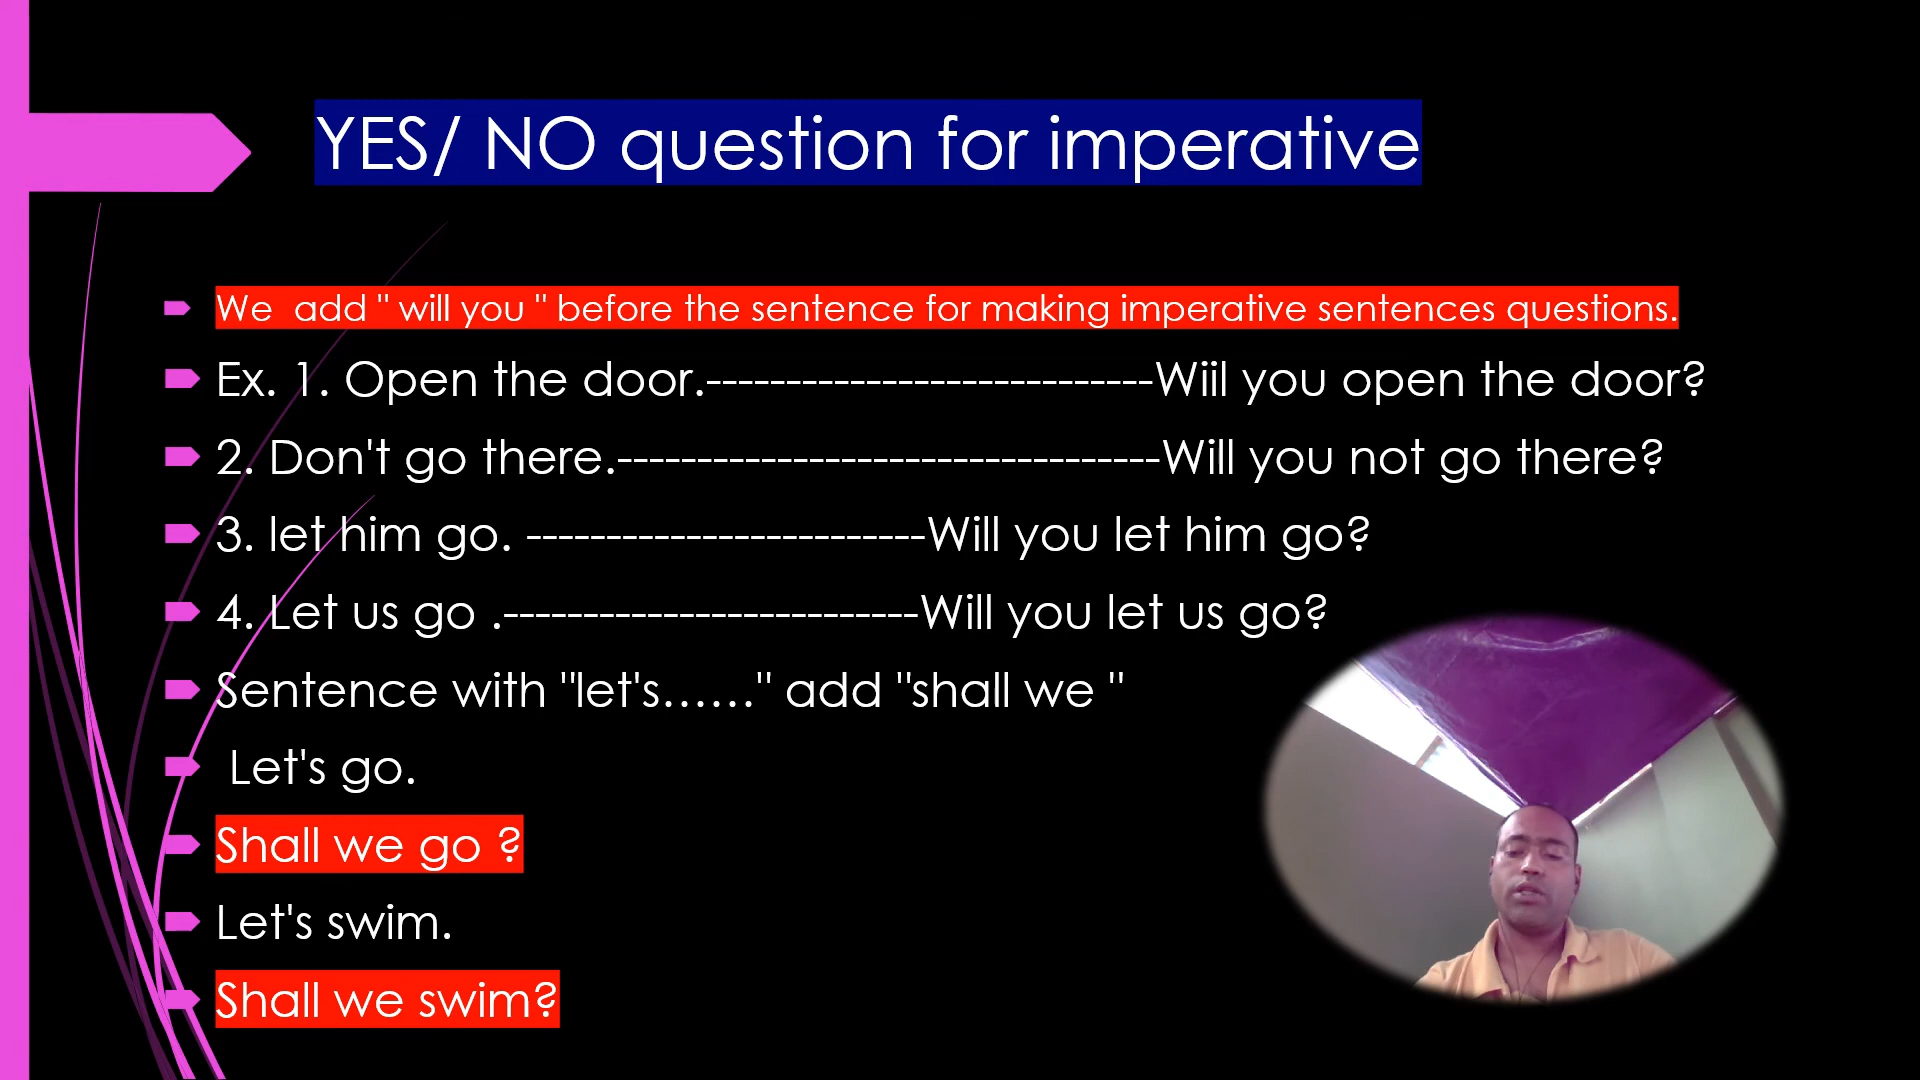 YES/ NO question for imperative
We  add " will you " before the sentence for making imperative sentences questions.
Ex. 1. Open the door.----------------------------Wiil you open the door?
2. Don't go there.----------------------------------Will you not go there?
3. let him go. -------------------------Will you let him go?
4. Let us go .--------------------------Will you let us go?
Sentence with "let's……" add "shall we "
Let's go.
Shall we go ?
Let's swim.
Shall we swim?